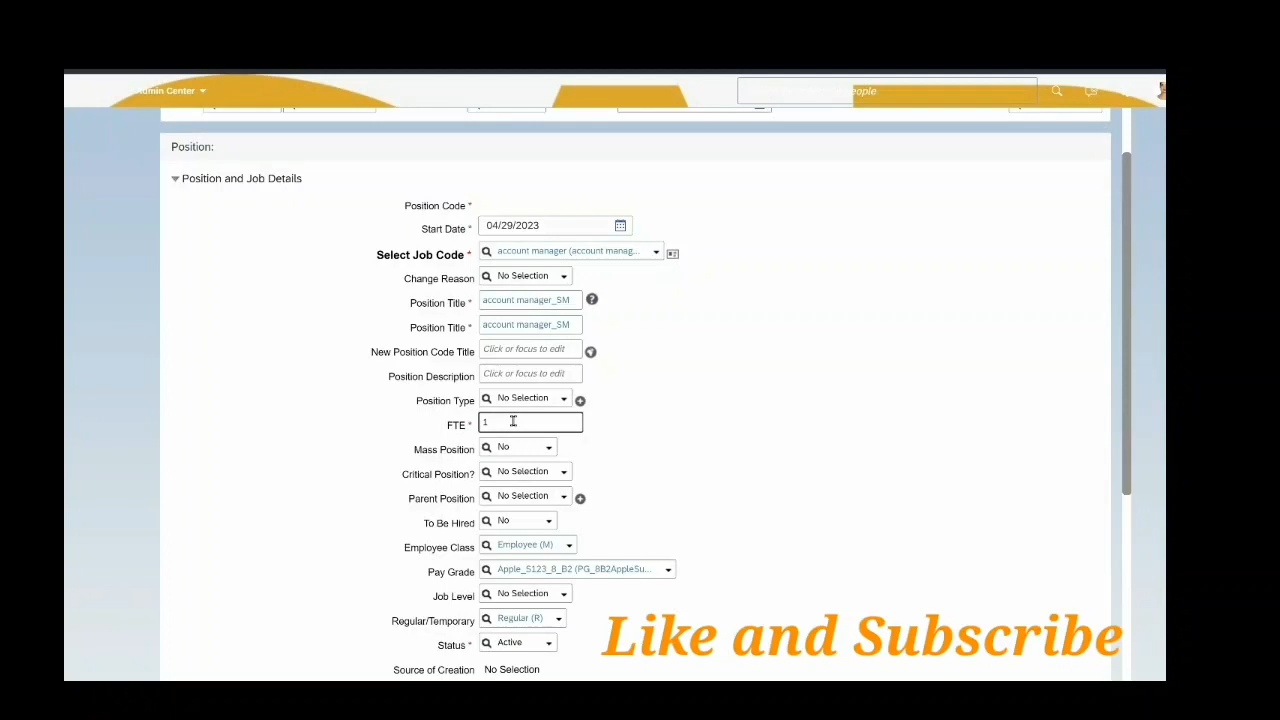 Admin Center
people
Position:
Position and Job Details
Position Code *
Start Date * 04/29/2023
Select Job Code * account manager (account manag...
Change Reason No Selection
Position Title * account manager_SM
Position Title * account manager_SM
New Position Code Title Click or focus to edit
Position Description Click or focus to edit
Position Type No Selection
FTE * 1
Mass Position No
Critical Position? No Selection
Parent Position No Selection
To Be Hired No
Employee Class Employee (M)
Pay Grade Apple_S123_8_B2 (PG_8B2AppleSu...
Job Level No Selection
Regular/Temporary Regular (R)
Status * Active
Source of Creation No Selection
Like and Subscribe